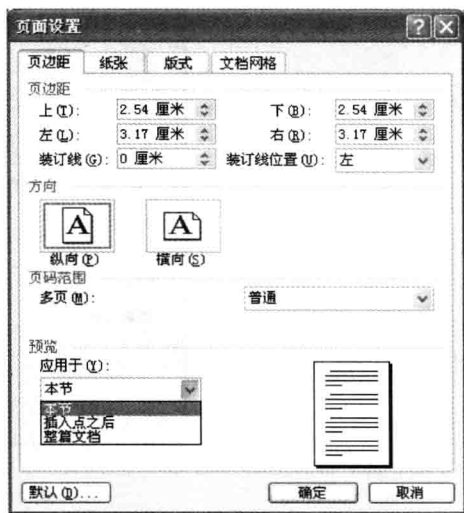 页面设置
页边距 纸张 版式 文档网格
页边距
上(T): 2.54 厘米 下(B): 2.54 厘米
左(L): 3.17 厘米 右(R): 3.17 厘米
装订线(G): 0 厘米 装订线位置(U): 左
方向
A A
纵向(P) 横向(S)
页码范围
多页(M): 普通
预览
应用于(Y):
本节
本节
插入点之后
整篇文档
默认(D)... 确定 取消